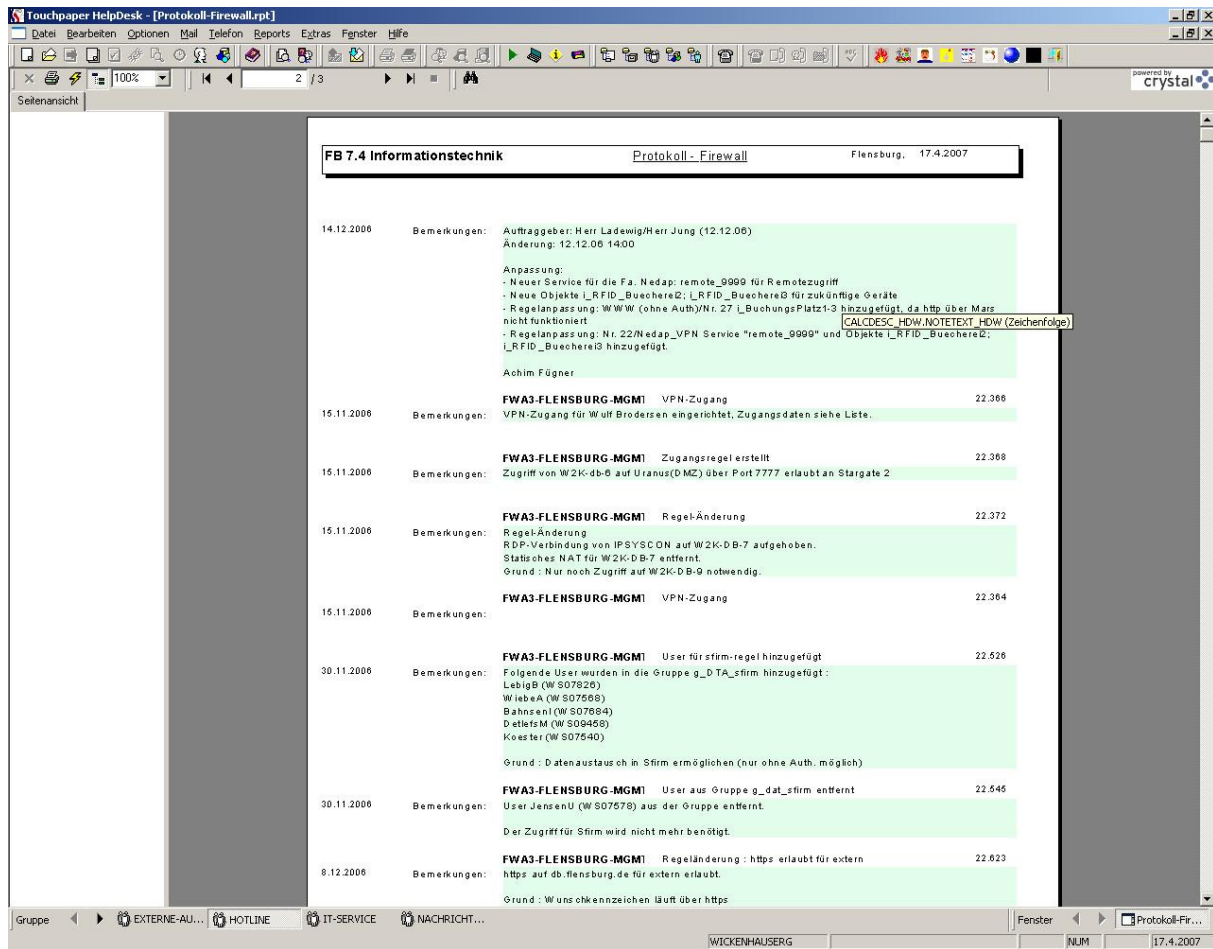 Touchpaper HelpDesk - [Protokoll-Firewall.rpt]
Datei Bearbeiten Optionen Mail Telefon Reports Extras Fenster Hilfe
100% 2 /3
powered by crystal
Seitenansicht
FB 7.4 Informationstechnik Protokoll - Firewall Flensburg, 17.4.2007
14.12.2006 Bemerkungen: Auftraggeber: Herr Ladewig/Herr Jung (12.12.06)
Änderung: 12.12.06 14:00
Anpassung:
- Neuer Service für die Fa. Nedap: remote_9999 für Remotezugriff
- Neue Objekte i_RFID_Buecherei2; i_RFID_Buecherei3 für zukünftige Geräte
- Regelanpassung: WWW (ohne Auth)/Nr. 27 i_BuchungsPlatz1-3 hinzugefügt, da http über Mars
nicht funktioniert
CALCDESC_HDW.NOTETEXT_HDW (Zeichenfolge)
- Regelanpassung: Nr. 22/Nedap_VPN Service "remote_9999" und Objekte i_RFID_Buecherei2;
i_RFID_Buecherei3 hinzugefügt.
Achim Fügner
FWA3-FLENSBURG-MGM1 VPN-Zugang 22.366
15.11.2006 Bemerkungen: VPN-Zugang für Wulf Brodersen eingerichtet, Zugangsdaten siehe Liste.
FWA3-FLENSBURG-MGM1 Zugangsregel erstellt 22.368
15.11.2006 Bemerkungen: Zugriff von W2K-db-6 auf Uranus(DMZ) über Port 7777 erlaubt an Stargate 2
FWA3-FLENSBURG-MGM1 Regel-Änderung 22.372
15.11.2006 Bemerkungen: Regel-Änderung
RDP-Verbindung von IPSYSCON auf W2K-DB-7 aufgehoben.
Statisches NAT für W2K-DB-7 entfernt.
Grund : Nur noch Zugriff auf W2K-DB-9 notwendig.
FWA3-FLENSBURG-MGM1 VPN-Zugang 22.364
15.11.2006 Bemerkungen:
FWA3-FLENSBURG-MGM1 User für sfirm-regel hinzugefügt 22.526
30.11.2006 Bemerkungen: Folgende User wurden in die Gruppe g_DTA_sfirm hinzugefügt :
LebigB (WS07826)
WiebeA (WS07568)
BahnsenI (WS07684)
DetlefsM (WS09458)
Koester (WS07540)
Grund : Datenaustausch in Sfirm ermöglichen (nur ohne Auth. möglich)
FWA3-FLENSBURG-MGM1 User aus Gruppe g_dat_sfirm entfernt 22.545
30.11.2006 Bemerkungen: User JensenU (WS07578) aus der Gruppe entfernt.
Der Zugriff für Sfirm wird nicht mehr benötigt.
FWA3-FLENSBURG-MGM1 Regeländerung : https erlaubt für extern 22.623
8.12.2006 Bemerkungen: https auf db.flensburg.de für extern erlaubt.
Grund : Wunschkennzeichen läuft über https
Gruppe EXTERNE-AU... HOTLINE IT-SERVICE NACHRICHT... Fenster Protokoll-Fir...
WICKENHAUSERG NUM 17.4.2007